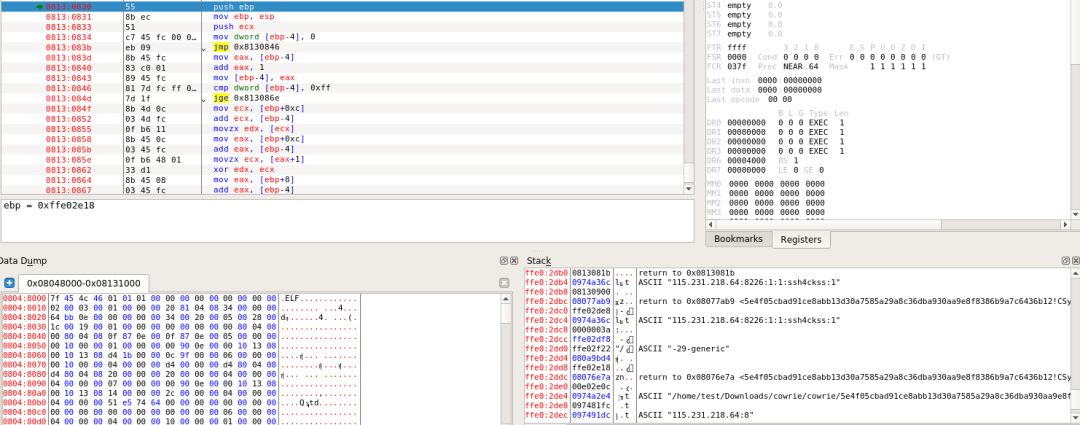 0813:0830 55 push ebp
0813:0831 8b ec mov ebp, esp
0813:0833 51 push ecx
0813:0834 c7 45 fc 00 0… mov dword [ebp-4], 0
0813:083b eb 09 jmp 0x8130846
0813:083d 8b 45 fc mov eax, [ebp-4]
0813:0840 83 c0 01 add eax, 1
0813:0843 89 45 fc mov [ebp-4], eax
0813:0846 81 7d fc ff 0… cmp dword [ebp-4], 0xff
0813:084d 7d 1f jge 0x813086e
0813:084f 8b 4d 0c mov ecx, [ebp+0xc]
0813:0852 03 4d fc add ecx, [ebp-4]
0813:0855 0f b6 11 movzx edx, [ecx]
0813:0858 8b 45 0c mov eax, [ebp+0xc]
0813:085b 03 45 fc add eax, [ebp-4]
0813:085e 0f b6 48 01 movzx ecx, [eax+1]
0813:0862 33 d1 xor edx, ecx
0813:0864 8b 45 08 mov eax, [ebp+8]
0813:0867 03 45 fc add eax, [ebp-4]
ebp = 0xffe02e18
ST4 empty 0.0
ST5 empty 0.0
ST6 empty 0.0
ST7 empty 0.0
FTR ffff 3 2 1 0 E S P U O Z D I
FSR 0000 Cond 0 0 0 0 Err 0 0 0 0 0 0 0 0 (GT)
FCR 037f Prec NEAR,64 Mask 1 1 1 1 1 1
Last insn 0000:00000000
Last data 0000:00000000
Last opcode 00 00
B L G Type Len
DR0 00000000 0 0 0 EXEC 1
DR1 00000000 0 0 0 EXEC 1
DR2 00000000 0 0 0 EXEC 1
DR3 00000000 0 0 0 EXEC 1
DR6 00004000 BS 1
DR7 00000000 LE 0 GE 0
MM0 0000 0000 0000 0000
MM1 0000 0000 0000 0000
MM2 0000 0000 0000 0000
MM3 0000 0000 0000 0000
Bookmarks Registers
Data Dump
0x08048000-0x08131000
0804:8000 7f 45 4c 46 01 01 01 00 00 00 00 00 00 00 00 00 .ELF............
0804:8010 02 00 03 00 01 00 00 00 20 81 04 08 34 00 00 00
0804:8020 64 bb 0e 00 00 00 00 00 34 00 20 00 05 00 28 00
0804:8030 1c 00 19 00 01 00 00 00 00 00 00 00 00 80 04 08
0804:8040 00 80 04 08 0f 87 0e 00 0f 87 0e 00 05 00 00 00
0804:8050 00 10 00 00 01 00 00 00 00 90 0e 00 00 10 13 08
0804:8060 00 10 13 08 d4 1b 00 00 0c 9f 00 00 06 00 00 00
0804:8070 00 10 00 00 04 00 00 00 d4 00 00 00 d4 80 04 08
0804:8080 d4 80 04 08 20 00 00 00 20 00 00 00 04 00 00 00
0804:8090 04 00 00 00 07 00 00 00 00 90 0e 00 00 10 13 08
0804:80a0 00 10 13 08 14 00 00 00 2c 00 00 00 04 00 00 00
0804:80b0 04 00 00 00 51 e5 74 64 00 00 00 00 00 00 00 00
0804:80c0 00 00 00 00 00 00 00 00 00 00 00 00 06 00 00 00
0804:80d0 04 00 00 00 04 00 00 00 10 00 00 00 01 00 00 00
Stack
ffe0:2db0 0813081b .... return to 0x0813081b
ffe0:2db4 0974a36c ASCII "115.231.218.64:8226:1:1:ssh4ckss:1"
ffe0:2db8 08130900
ffe0:2dbc 08077ab9 return to 0x08077ab9 <5e4f05cbad91ce8abb13d30a7585a29a8c36dba930aa9e8f8386b9a7c6436b12!CSy
ffe0:2dc0 ffe02de8
ffe0:2dc4 0974a36c ASCII "115.231.218.64:8226:1:1:ssh4ckss:1"
ffe0:2dc8 0000003a :...
ffe0:2dcc ffe02df8
ffe0:2dd0 ffe02f22 ASCII "-29-generic"
ffe0:2dd4 080a9bd4
ffe0:2dd8 ffe02e18
ffe0:2ddc 08076e7a return to 0x08076e7a <5e4f05cbad91ce8abb13d30a7585a29a8c36dba930aa9e8f8386b9a7c6436b12!CSy
ffe0:2de0 00e02e0c
ffe0:2de4 0974a2e4 ASCII "/home/test/Downloads/cowrie/cowrie/5e4f05cbad91ce8abb13d30a7585a29a8c36dba930aa9e8f
ffe0:2de8 097481fc
ffe0:2dec 097491dc ASCII "115.231.218.64:8"